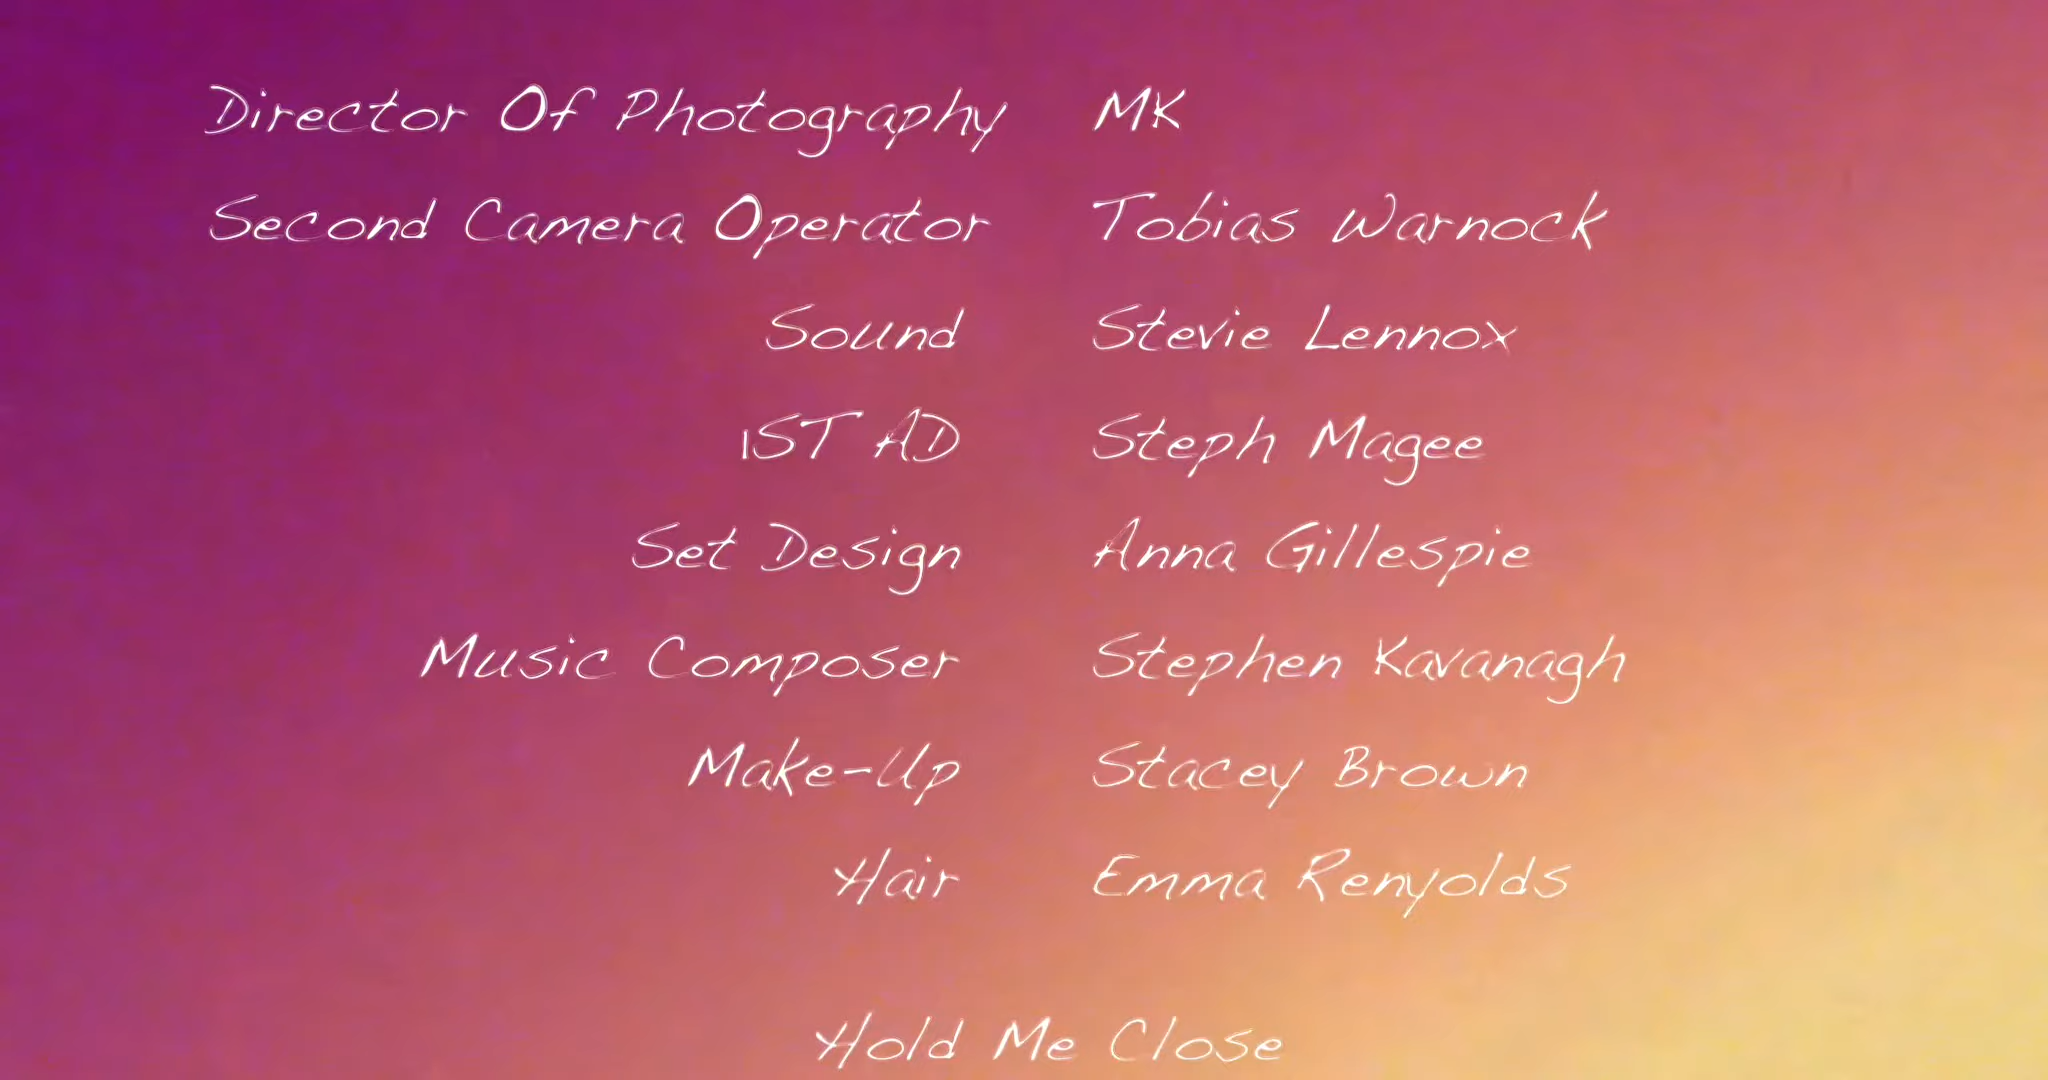 Director Of Photography MK
Second Camera Operator Tobias Warnock
Sound Stevie Lennox
1ST AD Steph Magee
Set Design Anna Gillespie
Music Composer Stephen Kavanagh
Make-Up Stacey Brown
Hair Emma Renyolds
Hold Me Close